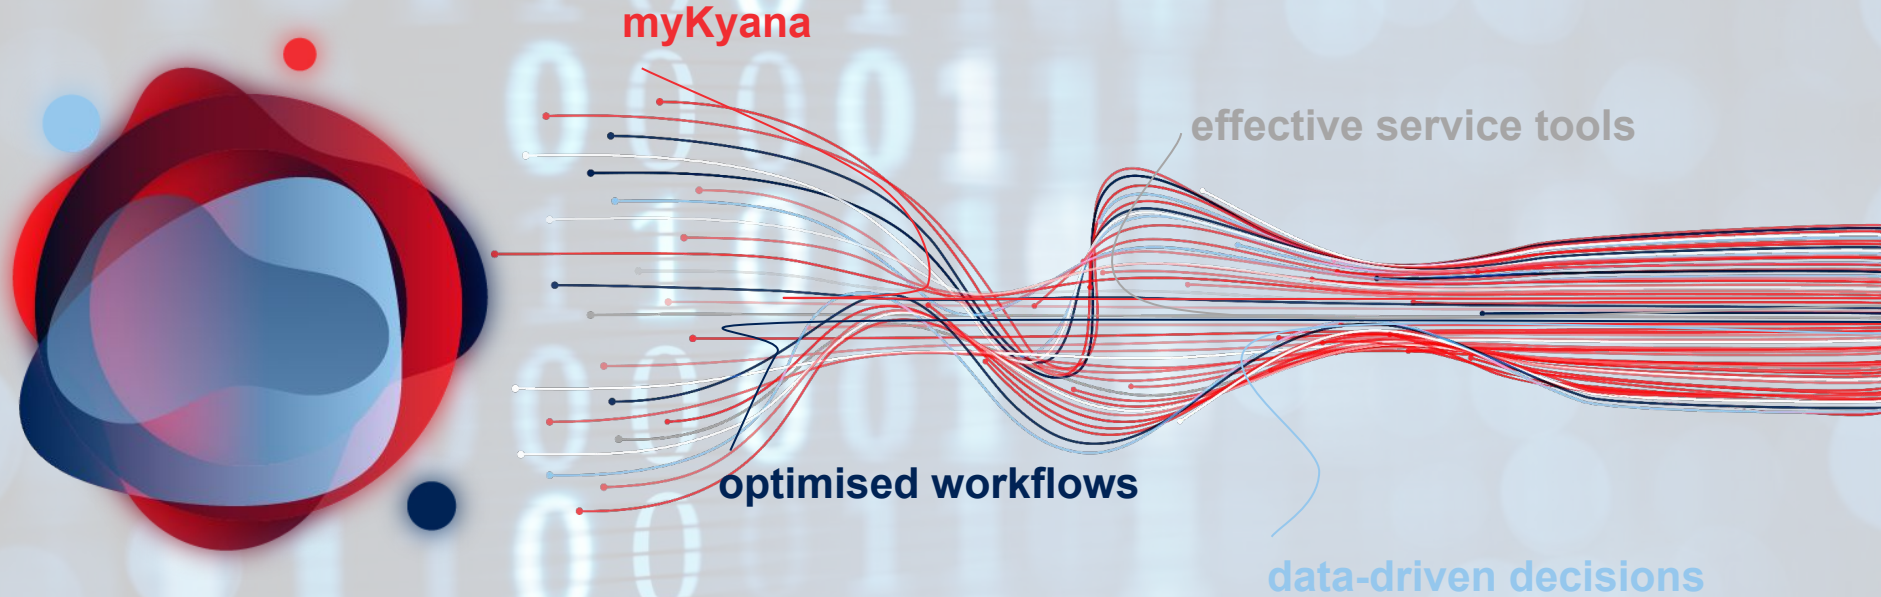 myKyana
effective service tools
optimised workflows
data-driven decisions